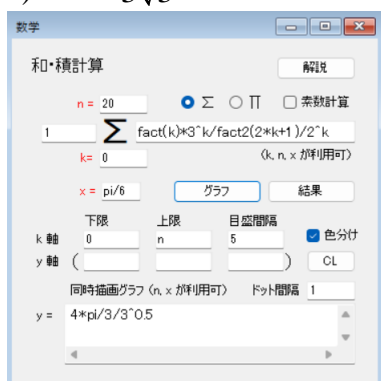 数学
和・積計算 解説
n = 20 Σ ∏ 素数計算
1 Σ fact(k)*3^k/fact2(2*k+1)/2^k
k= 0 (k, n, x が利用可)
x = pi/6 グラフ 結果
下限 上限 目盛間隔
k 軸 0 n 5 色分け
y 軸 ( ) CL
同時描画グラフ (n, x が利用可) ドット間隔 1
y = 4*pi/3/3^0.5